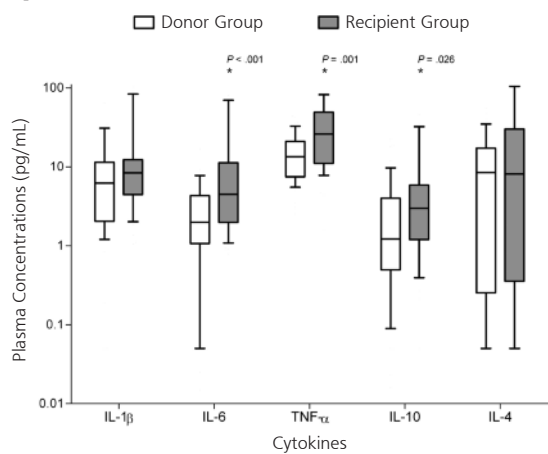 Donor Group Recipient Group
P < .001 P = .001 P = .026
* * *
100
10
1
0.1
0.01
Plasma Concentrations (pg/mL)
IL-1β IL-6 TNFα IL-10 IL-4
Cytokines